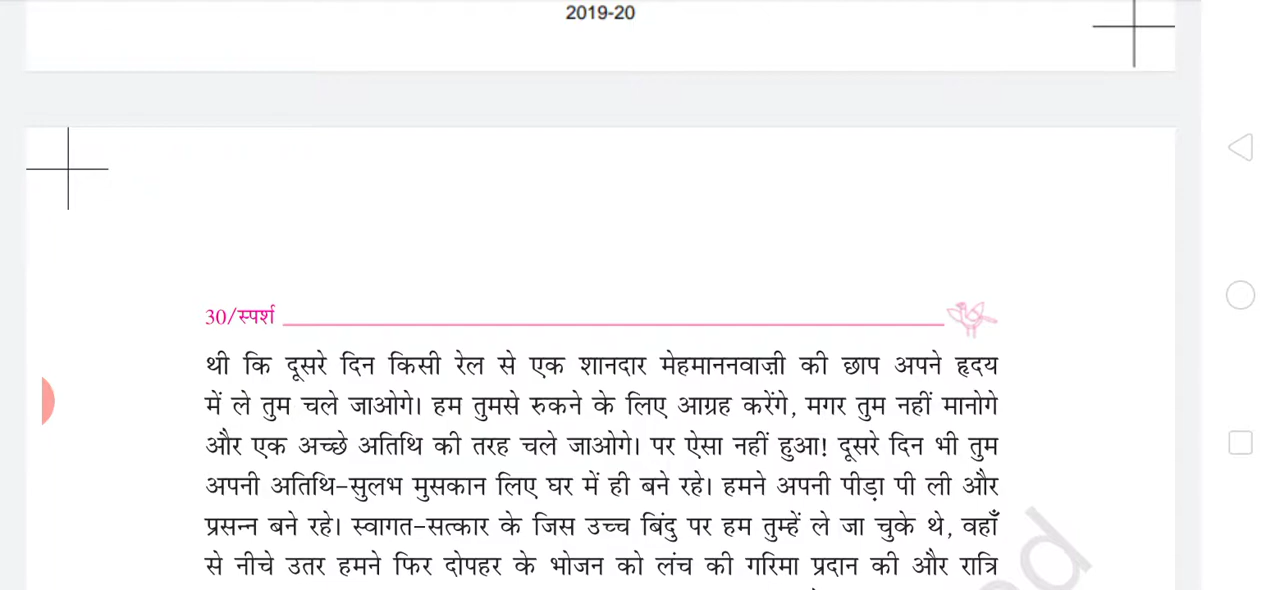 2019-20
30/स्पर्श
थी कि दूसरे दिन किसी रेल से एक शानदार मेहमाननवाज़ी की छाप अपने हृदय
में ले तुम चले जाओगे। हम तुमसे रुकने के लिए आग्रह करेंगे, मगर तुम नहीं मानोगे
और एक अच्छे अतिथि की तरह चले जाओगे। पर ऐसा नहीं हुआ! दूसरे दिन भी तुम
अपनी अतिथि-सुलभ मुसकान लिए घर में ही बने रहे। हमने अपनी पीड़ा पी ली और
प्रसन्न बने रहे। स्वागत-सत्कार के जिस उच्च बिंदु पर हम तुम्हें ले जा चुके थे, वहाँ
से नीचे उतर हमने फिर दोपहर के भोजन को लंच की गरिमा प्रदान की और रात्रि